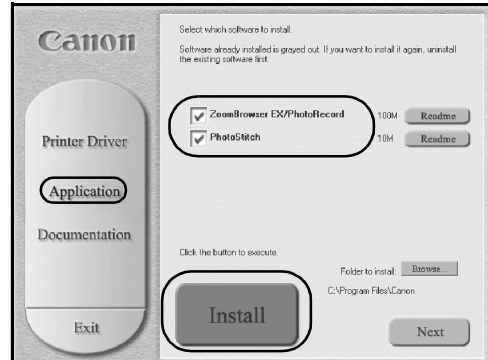 Canon
Printer Driver
Application
Documentation
Exit
Select which software to install.
Software already installed is grayed out. If you want to install it again, uninstall
the existing software first.
ZoomBrowser EX/PhotoRecord 100M Readme
PhotoStitch 10M Readme
Click the button to execute.
Folder to install: Browse...
C:\Program Files\Canon
Install
Next